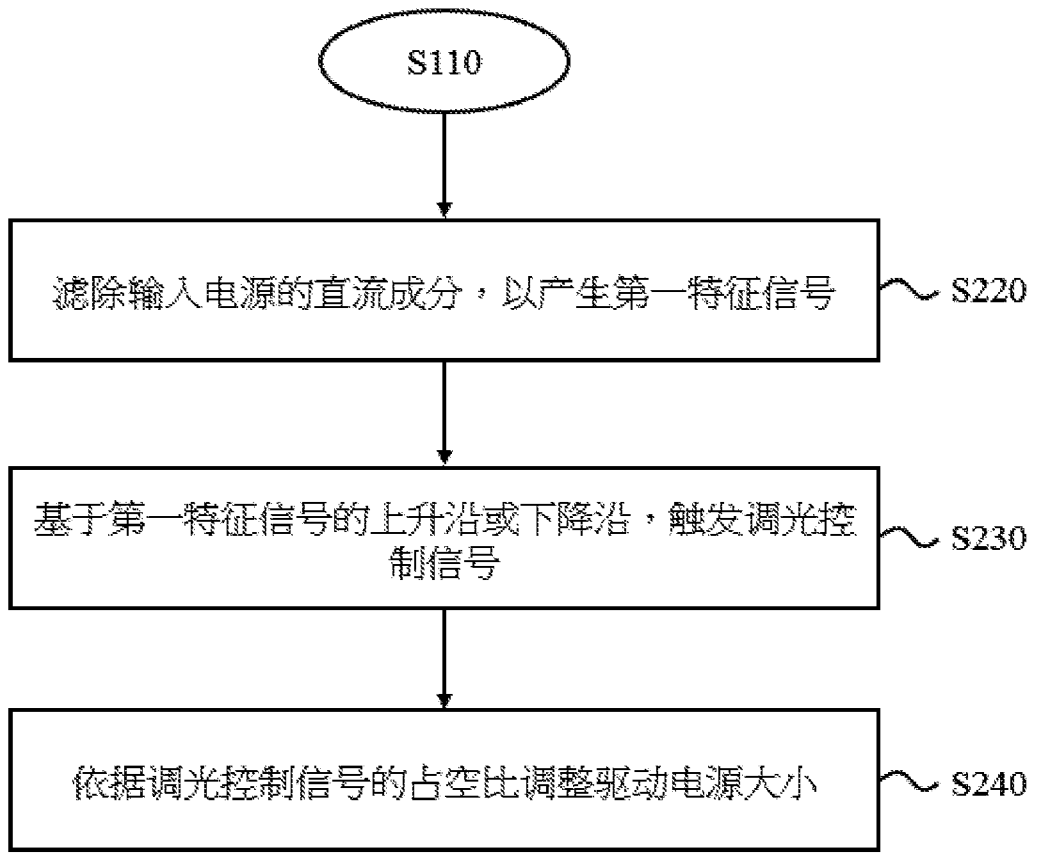 S110
滤除输入电源的直流成分，以产生第一特征信号
S220
基于第一特征信号的上升沿或下降沿，触发调光控
制信号
S230
依据调光控制信号的占空比调整驱动电源大小
S240